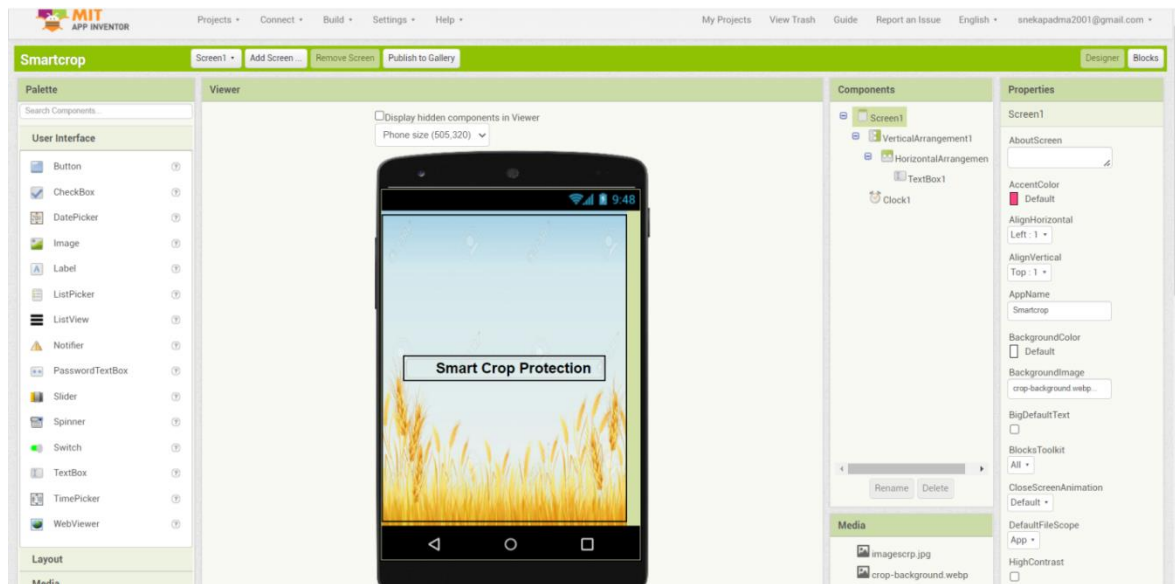 MIT
APP INVENTOR
Projects Connect Build Settings Help My Projects View Trash Guide Report an Issue English snekapadma2001@gmail.com
Smartcrop Screen1 Add Screen ... Remove Screen Publish to Gallery Designer Blocks
Palette
Search Components...
User Interface
Button
CheckBox
DatePicker
Image
Label
ListPicker
ListView
Notifier
PasswordTextBox
Slider
Spinner
Switch
TextBox
TimePicker
WebViewer
Layout
Media
Viewer
Display hidden components in Viewer
Phone size (505,320)
9:48
Smart Crop Protection
Components
Screen1
VerticalArrangement1
HorizontalArrangemen
TextBox1
Clock1
Rename Delete
Media
imagescrp.jpg
crop-background.webp
Properties
Screen1
AboutScreen
AccentColor
Default
AlignHorizontal
Left : 1
AlignVertical
Top : 1
AppName
Smartcrop
BackgroundColor
Default
BackgroundImage
crop-background.webp...
BigDefaultText
BlocksToolkit
All
CloseScreenAnimation
Default
DefaultFileScope
App
HighContrast